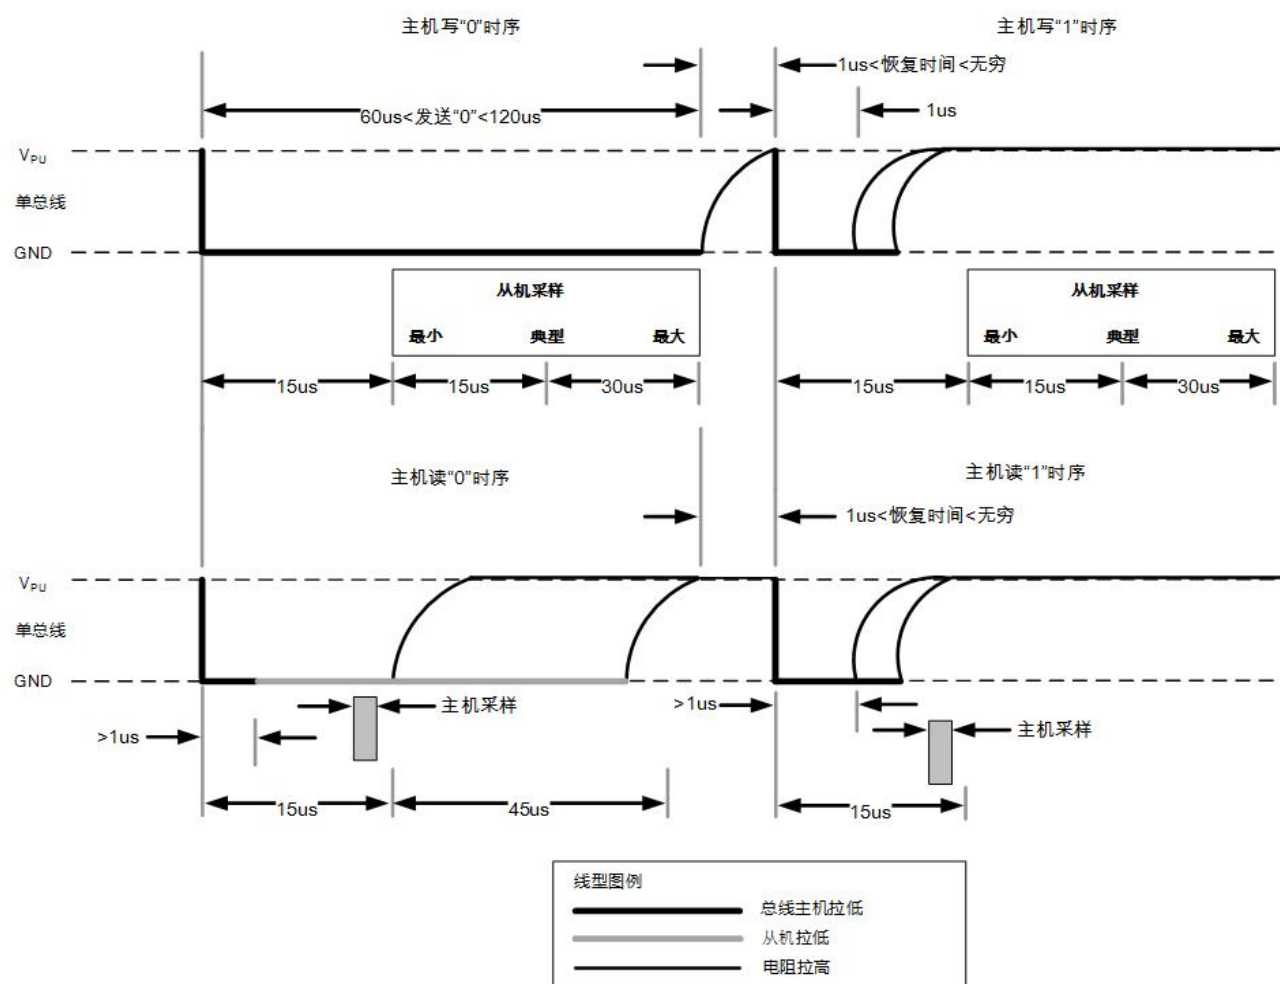 主机写“0”时序
主机写“1”时序
1us<恢复时间<无穷
60us<发送“0”<120us
1us
VPU
单总线
GND
从机采样
最小 典型 最大
从机采样
最小 典型 最大
15us 15us 30us 15us 15us 30us
主机读“0”时序
主机读“1”时序
1us<恢复时间<无穷
VPU
单总线
GND
>1us
主机采样
>1us
主机采样
15us 45us 15us
线型图例
总线主机拉低
从机拉低
电阻拉高